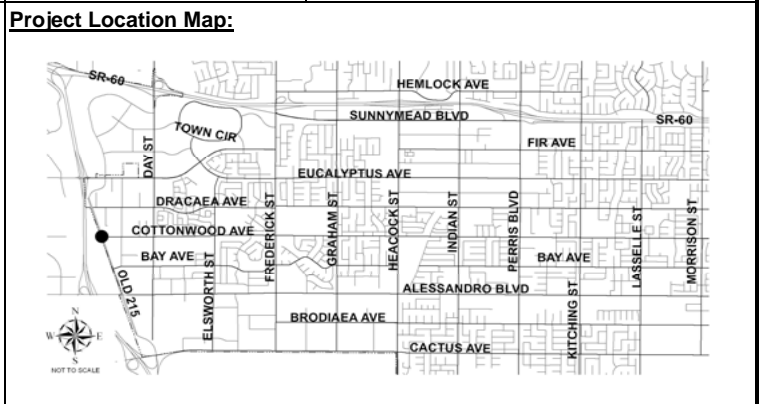 Project Location Map:
SR-60
HEMLOCK AVE
SUNNYMEAD BLVD
SR-60
TOWN CIR
FIR AVE
DAY ST
EUCALYPTUS AVE
DRACAEA AVE
FREDERICK ST
GRAHAM ST
HEACOCK ST
INDIAN ST
PERRIS BLVD
LASSELLE ST
MORRISON ST
COTTONWOOD AVE
BAY AVE
BAY AVE
ELSWORTH ST
OLD 215
ALESSANDRO BLVD
KITCHING ST
BRODIAEA AVE
CACTUS AVE
N
W
E
S
NOT TO SCALE